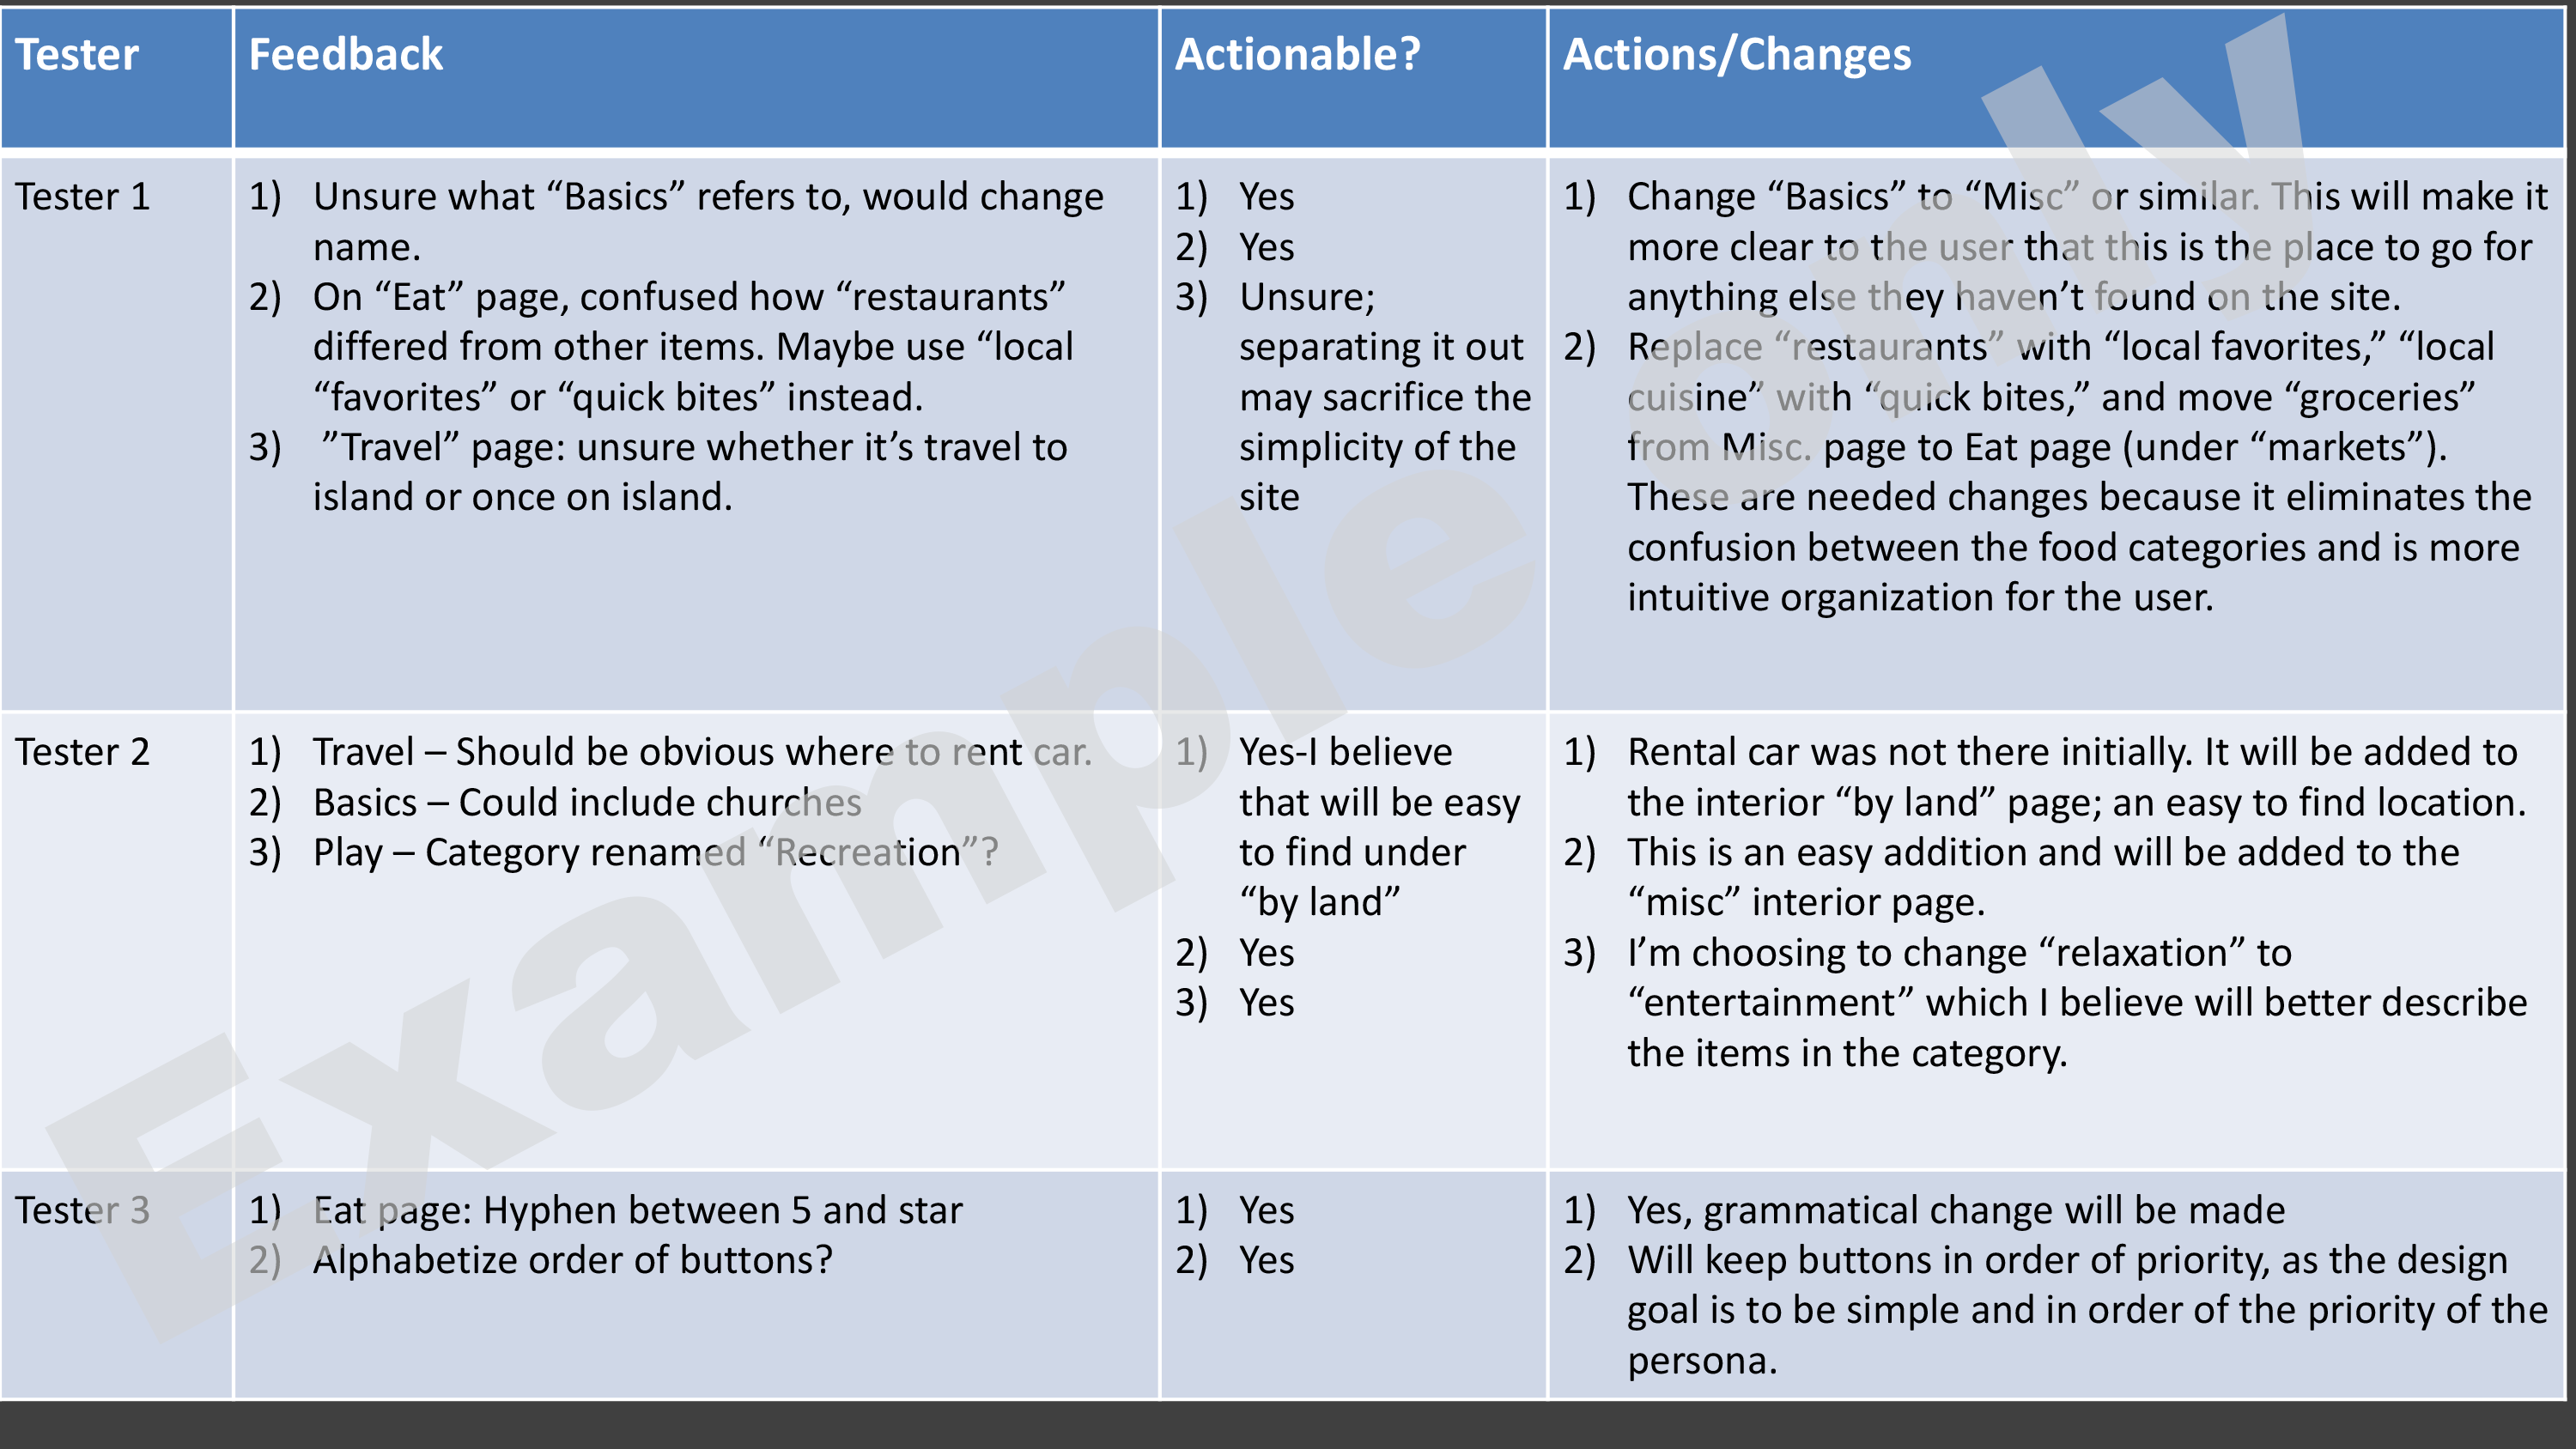 Tester
Feedback
Actionable?
Actions/Changes
Tester 1
1) Unsure what “Basics” refers to, would change
name.
2) On “Eat” page, confused how “restaurants”
differed from other items. Maybe use “local
“favorites” or “quick bites” instead.
3) ”Travel” page: unsure whether it’s travel to
island or once on island.
1) Yes
2) Yes
3) Unsure;
separating it out
may sacrifice the
simplicity of the
site
1) Change “Basics” to “Misc” or similar. This will make it
more clear to the user that this is the place to go for
anything else they haven’t found on the site.
2) Replace “restaurants” with “local favorites,” “local
cuisine” with “quick bites,” and move “groceries”
from Misc. page to Eat page (under “markets”).
These are needed changes because it eliminates the
confusion between the food categories and is more
intuitive organization for the user.
Tester 2
1) Travel – Should be obvious where to rent car.
2) Basics – Could include churches
3) Play – Category renamed “Recreation”?
1) Yes-I believe
that will be easy
to find under
“by land”
2) Yes
3) Yes
1) Rental car was not there initially. It will be added to
the interior “by land” page; an easy to find location.
2) This is an easy addition and will be added to the
“misc” interior page.
3) I’m choosing to change “relaxation” to
“entertainment” which I believe will better describe
the items in the category.
Tester 3
1) Eat page: Hyphen between 5 and star
2) Alphabetize order of buttons?
1) Yes
2) Yes
1) Yes, grammatical change will be made
2) Will keep buttons in order of priority, as the design
goal is to be simple and in order of the priority of the
persona.
Example only